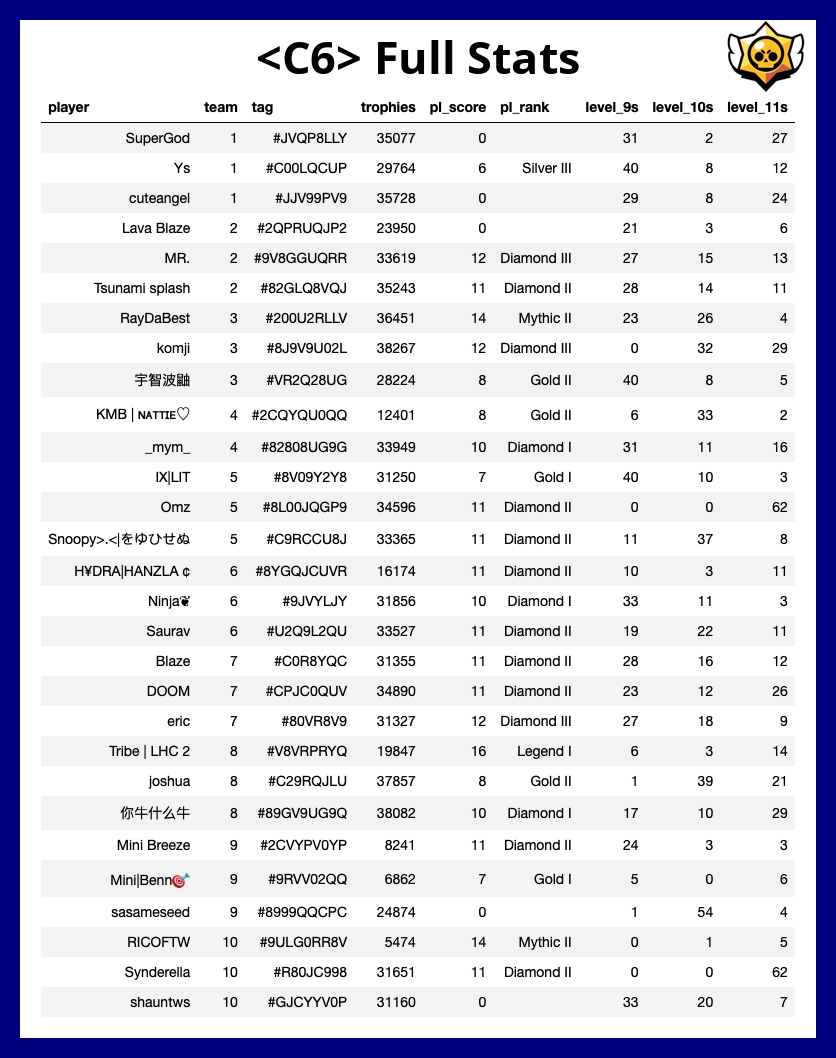 <C6> Full Stats
player team tag trophies pl_score pl_rank level_9s level_10s level_11s
SuperGod 1 #JVQP8LLY 35077 0 31 2 27
Ys 1 #C00LQCUP 29764 6 Silver III 40 8 12
cuteangel 1 #JJV99PV9 35728 0 29 8 24
Lava Blaze 2 #2QPRUQJP2 23950 0 21 3 6
MR. 2 #9V8GGUQRR 33619 12 Diamond III 27 15 13
Tsunami splash 2 #82GLQ8VQJ 35243 11 Diamond II 28 14 11
RayDaBest 3 #200U2RLLV 36451 14 Mythic II 23 26 4
komji 3 #8J9V9U02L 38267 12 Diamond III 0 32 29
宇智波鼬 3 #VR2Q28UG 28224 8 Gold II 40 8 5
KMB | ɴᴀᴛᴛɪᴇ♡ 4 #2CQYQU0QQ 12401 8 Gold II 6 33 2
_mym_ 4 #82808UG9G 33949 10 Diamond I 31 11 16
IX|LIT 5 #8V09Y2Y8 31250 7 Gold I 40 10 3
Omz 5 #8L00JQGP9 34596 11 Diamond II 0 0 62
Snoopy>.<|をゆひせぬ 5 #C9RCCU8J 33365 11 Diamond II 11 37 8
H¥DRA|HANZLA ¢ 6 #8YGQJCUVR 16174 11 Diamond II 10 3 11
Ninja❦ 6 #9JVYLJY 31856 10 Diamond I 33 11 3
Saurav 6 #U2Q9L2QU 33527 11 Diamond II 19 22 11
Blaze 7 #C0R8YQC 31355 11 Diamond II 28 16 12
DOOM 7 #CPJC0QUV 34890 11 Diamond II 23 12 26
eric 7 #80VR8V9 31327 12 Diamond III 27 18 9
Tribe | LHC 2 8 #V8VRPRYQ 19847 16 Legend I 6 3 14
joshua 8 #C29RQJLU 37857 8 Gold II 1 39 21
你牛什么牛 8 #89GV9UG9Q 38082 10 Diamond I 17 10 29
Mini Breeze 9 #2CVYPV0YP 8241 11 Diamond II 24 3 3
Mini|Benn🎯 9 #9RVV02QQ 6862 7 Gold I 5 0 6
sasameseed 9 #8999QQCPC 24874 0 1 54 4
RICOFTW 10 #9ULG0RR8V 5474 14 Mythic II 0 1 5
Synderella 10 #R80JC998 31651 11 Diamond II 0 0 62
shauntws 10 #GJCYYV0P 31160 0 33 20 7